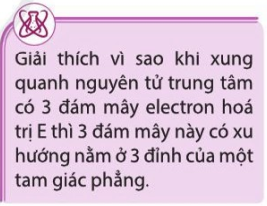 Giải thích vì sao khi xung
quanh nguyên tử trung tâm
có 3 đám mây electron hoá
trị E thì 3 đám mây này có xu
hướng nằm ở 3 đỉnh của một
tam giác phẳng.